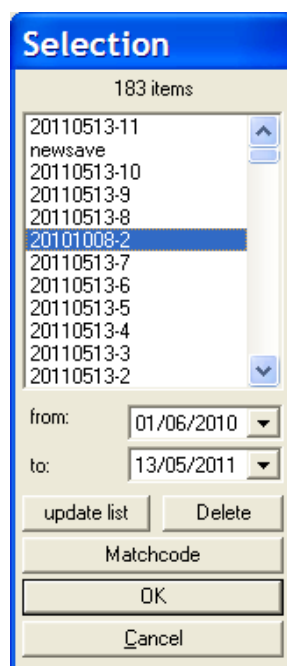 Selection
183 items
20110513-11
newsave
20110513-10
20110513-9
20110513-8
20101008-2
20110513-7
20110513-6
20110513-5
20110513-4
20110513-3
20110513-2
from: 01/06/2010
to: 13/05/2011
update list Delete
Matchcode
OK
Cancel